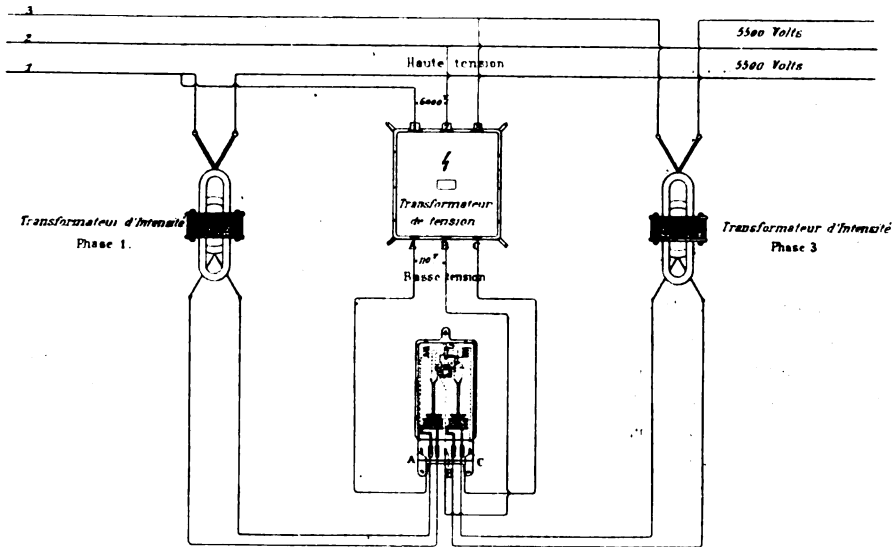 3
5500 Volts
2
Haute tension
5500 Volts
1
6000 V
Transformateur
de tension
Transformateur d'Intensité
Phase 1.
Transformateur d'Intensité
Phase 3
A B C
110 V
Basse tension
A B C